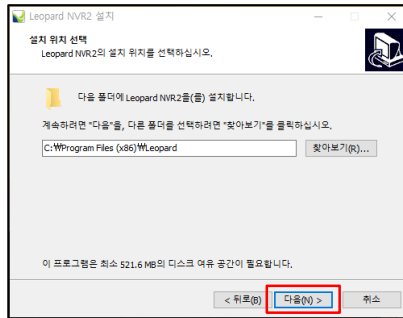 Leopard NVR2 설치
설치 위치 선택
Leopard NVR2의 설치 위치를 선택하십시오.
다음 폴더에 Leopard NVR2을(를) 설치합니다.
계속하려면 "다음"을, 다른 폴더를 선택하려면 "찾아보기"를 클릭하십시오.
C:₩Program Files (x86)₩Leopard
찾아보기(R)...
이 프로그램은 최소 521.6 MB의 디스크 여유 공간이 필요합니다.
< 뒤로(B) 다음(N) > 취소